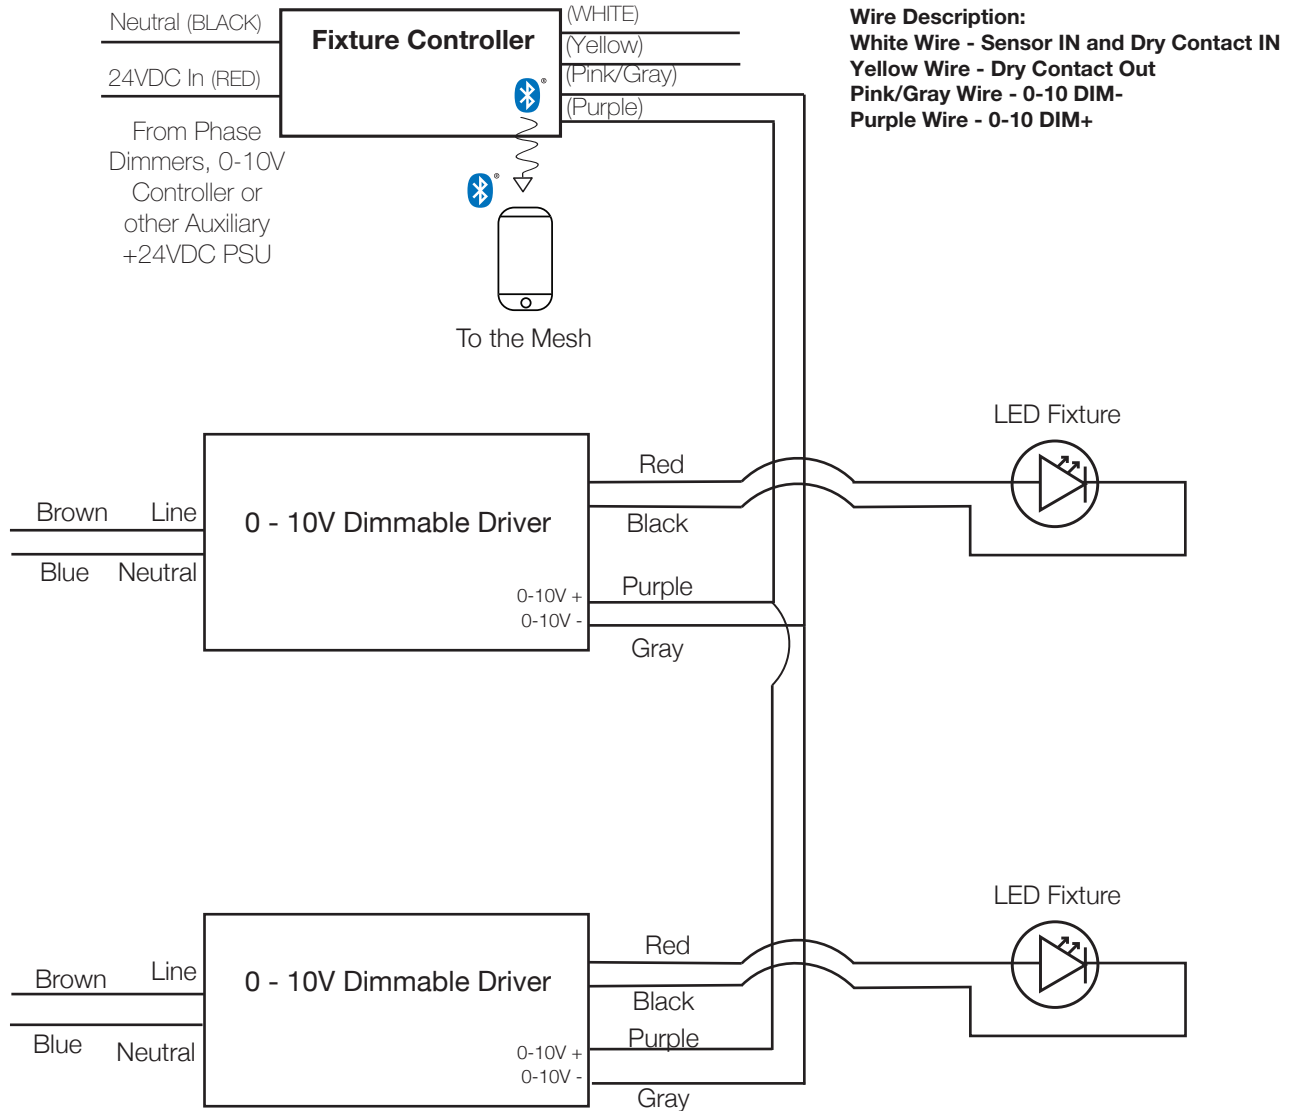 Neutral (BLACK)
24VDC In (RED)
From Phase
Dimmers, 0-10V
Controller or
other Auxiliary
+24VDC PSU
Fixture Controller
(WHITE)
(Yellow)
(Pink/Gray)
(Purple)
Wire Description:
White Wire - Sensor IN and Dry Contact IN
Yellow Wire - Dry Contact Out
Pink/Gray Wire - 0-10 DIM-
Purple Wire - 0-10 DIM+
®
®
To the Mesh
LED Fixture
Brown Line
Blue Neutral
0 - 10V Dimmable Driver
0-10V +
0-10V -
Red
Black
Purple
Gray
LED Fixture
Brown Line
Blue Neutral
0 - 10V Dimmable Driver
0-10V +
0-10V -
Red
Black
Purple
Gray